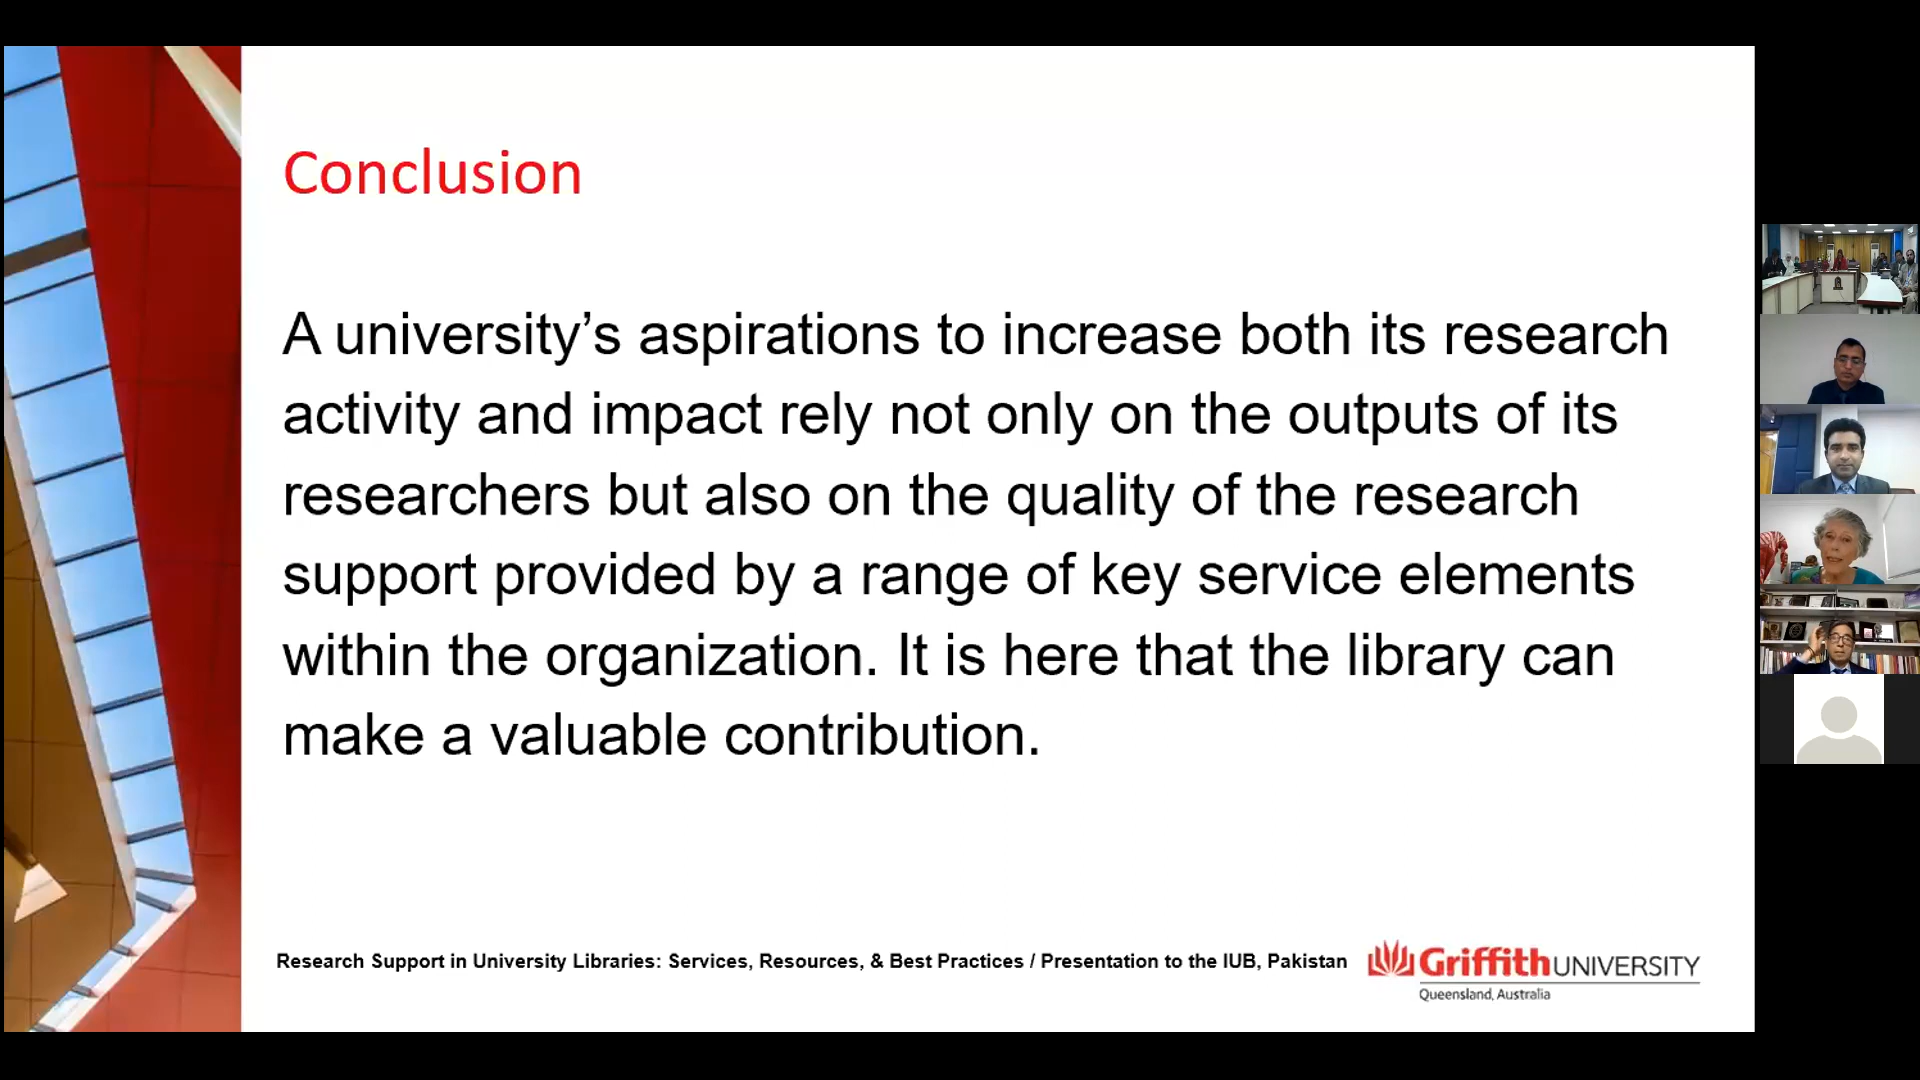 Conclusion
A university’s aspirations to increase both its research
activity and impact rely not only on the outputs of its
researchers but also on the quality of the research
support provided by a range of key service elements
within the organization. It is here that the library can
make a valuable contribution.
Research Support in University Libraries: Services, Resources, & Best Practices / Presentation to the IUB, Pakistan
Griffith UNIVERSITY
Queensland, Australia